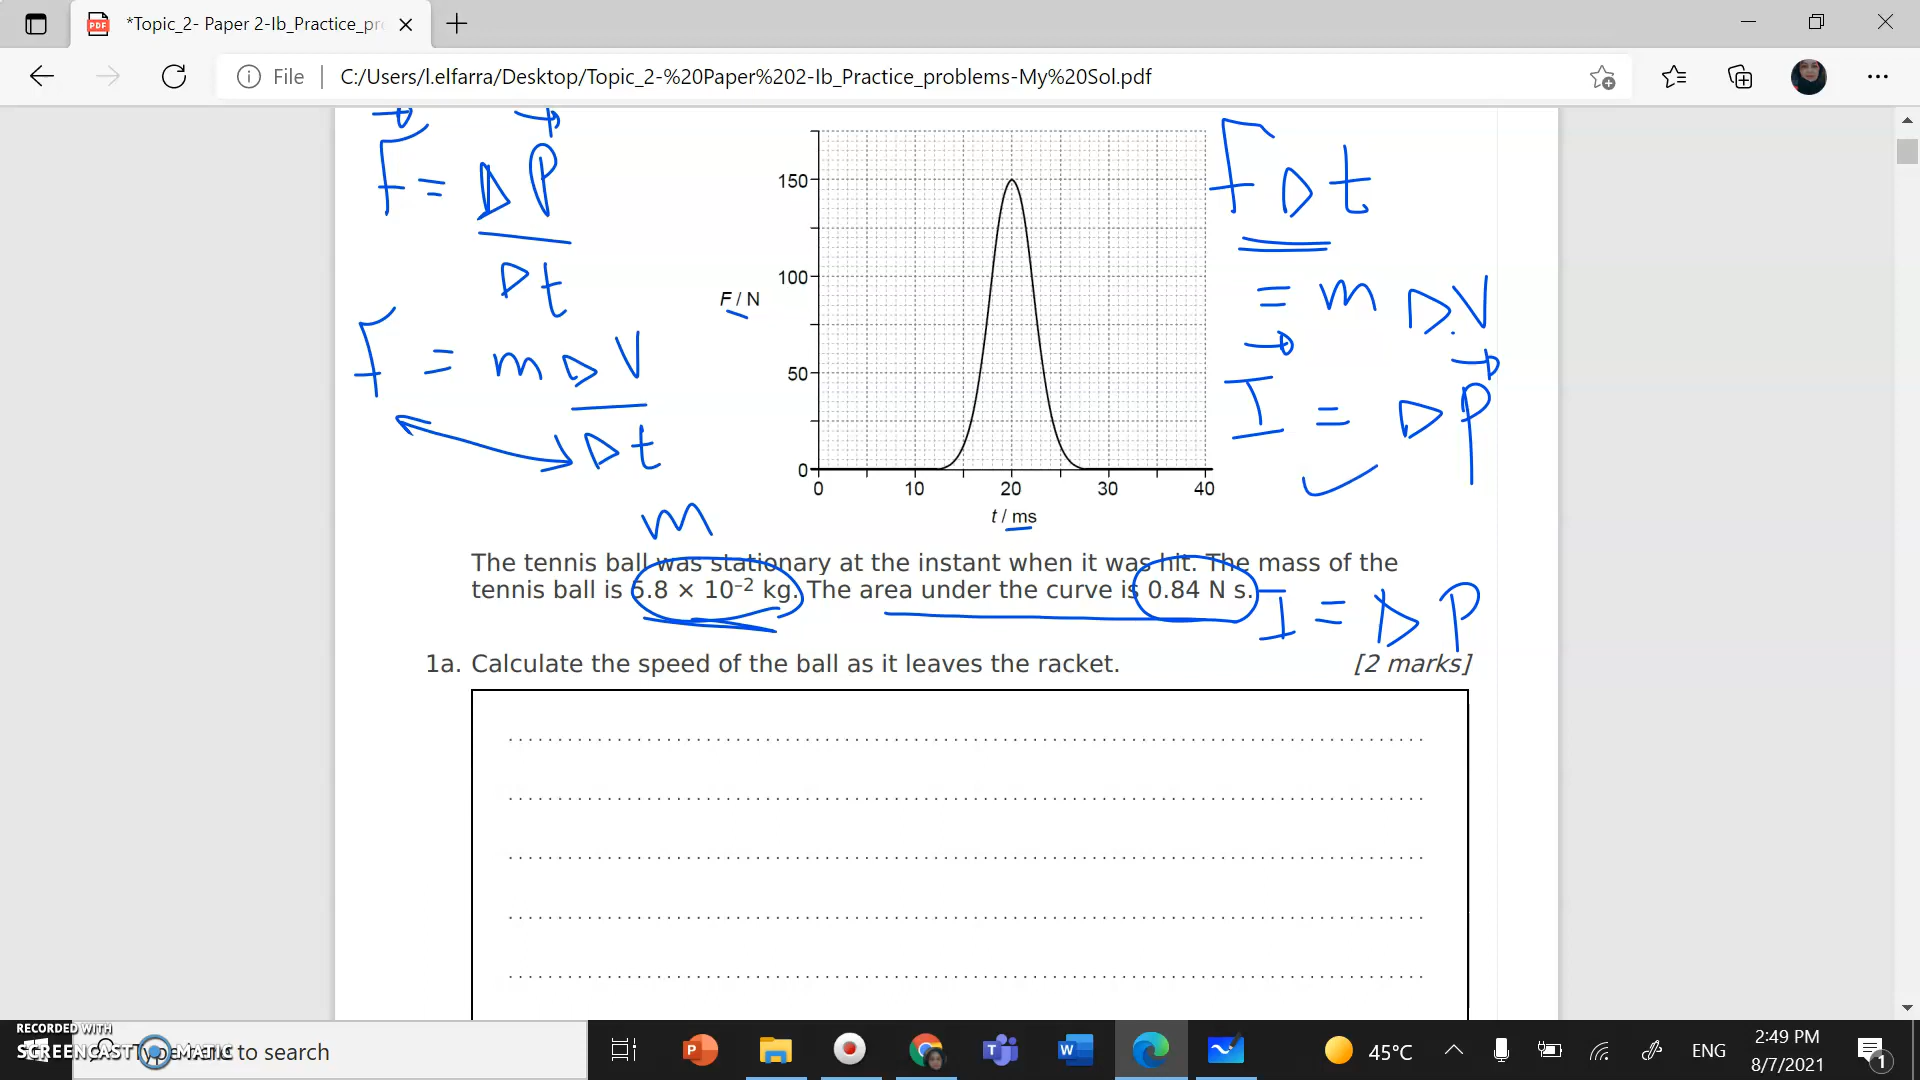 *Topic_2- Paper 2-Ib_Practice_pr
File
C:/Users/l.elfarra/Desktop/Topic_2-%20Paper%202-Ib_Practice_problems-My%20Sol.pdf
F = ΔP
Δt
F = mΔV
Δt
m
150
100
50
0
F / N
0 10 20 30 40
t / ms
FΔt
= m ΔV
I = ΔP
The tennis ball was stationary at the instant when it was hit. The mass of the
tennis ball is 5.8 × 10⁻² kg. The area under the curve is 0.84 N s.
I = ΔP
1a. Calculate the speed of the ball as it leaves the racket. [2 marks]
RECORDED WITH
SCREENCAST MATIC
to search
45°C
ENG
2:49 PM
8/7/2021
1